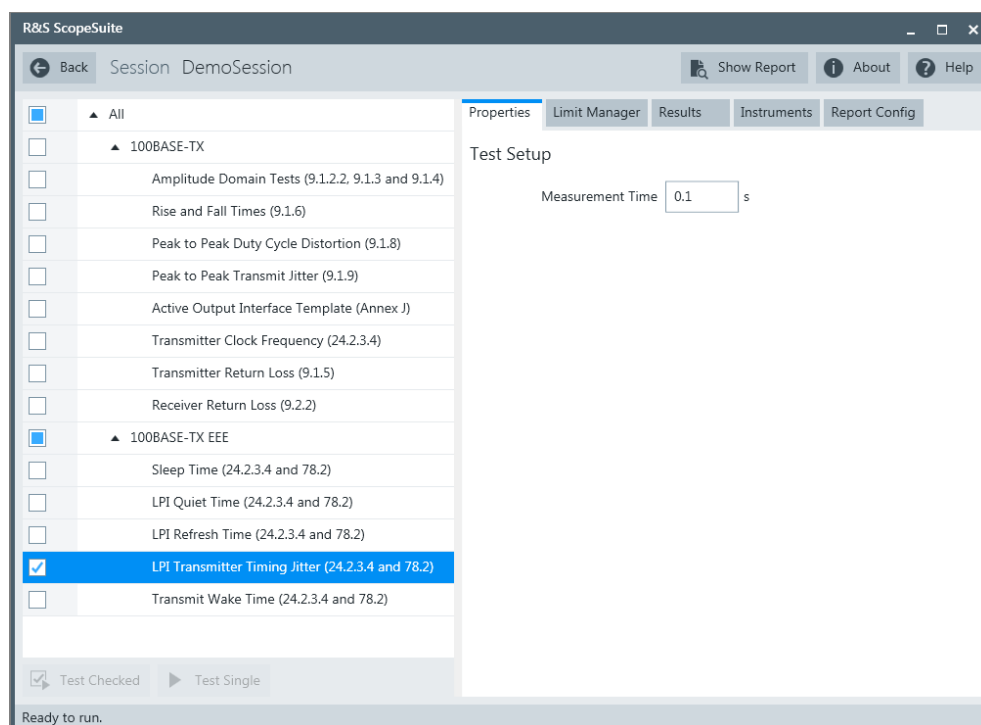 R&S ScopeSuite
Back Session DemoSession Show Report About Help
All
100BASE-TX
Amplitude Domain Tests (9.1.2.2, 9.1.3 and 9.1.4)
Rise and Fall Times (9.1.6)
Peak to Peak Duty Cycle Distortion (9.1.8)
Peak to Peak Transmit Jitter (9.1.9)
Active Output Interface Template (Annex J)
Transmitter Clock Frequency (24.2.3.4)
Transmitter Return Loss (9.1.5)
Receiver Return Loss (9.2.2)
100BASE-TX EEE
Sleep Time (24.2.3.4 and 78.2)
LPI Quiet Time (24.2.3.4 and 78.2)
LPI Refresh Time (24.2.3.4 and 78.2)
LPI Transmitter Timing Jitter (24.2.3.4 and 78.2)
Transmit Wake Time (24.2.3.4 and 78.2)
Test Checked Test Single
Properties Limit Manager Results Instruments Report Config
Test Setup
Measurement Time 0.1 s
Ready to run.